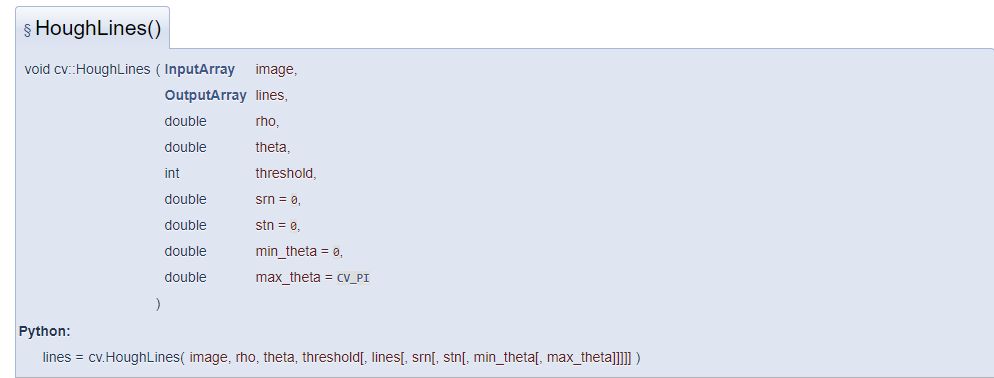 § HoughLines()
void cv::HoughLines ( InputArray image,
OutputArray lines,
double rho,
double theta,
int threshold,
double srn = 0,
double stn = 0,
double min_theta = 0,
double max_theta = CV_PI
)
Python:
lines = cv.HoughLines( image, rho, theta, threshold[, lines[, srn[, stn[, min_theta[, max_theta]]]]] )